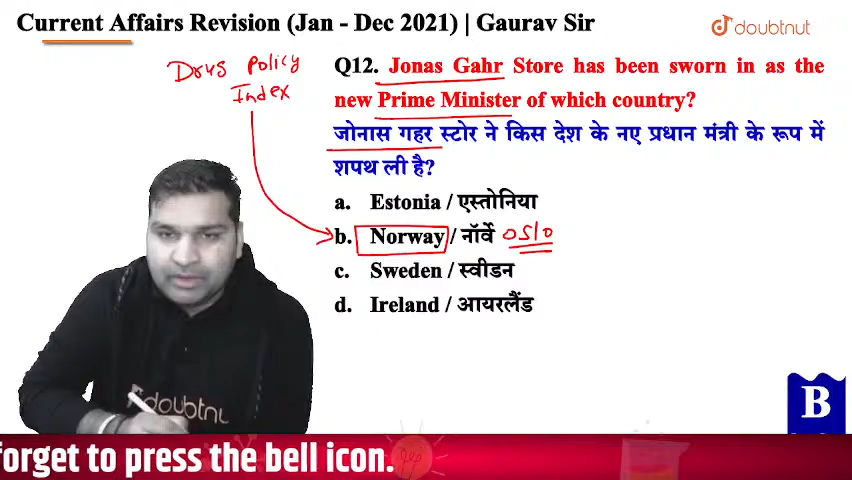 Current Affairs Revision (Jan - Dec 2021) | Gaurav Sir
doubtnut
Drug Policy
Index
Q12. Jonas Gahr Store has been sworn in as the
new Prime Minister of which country?
जोनास गहर स्टोर ने किस देश के नए प्रधान मंत्री के रूप में
शपथ ली है?
a. Estonia / एस्तोनिया
b. Norway / नॉर्वे Oslo
c. Sweden / स्वीडन
d. Ireland / आयरलैंड
doubtnut
B
forget to press the bell icon.